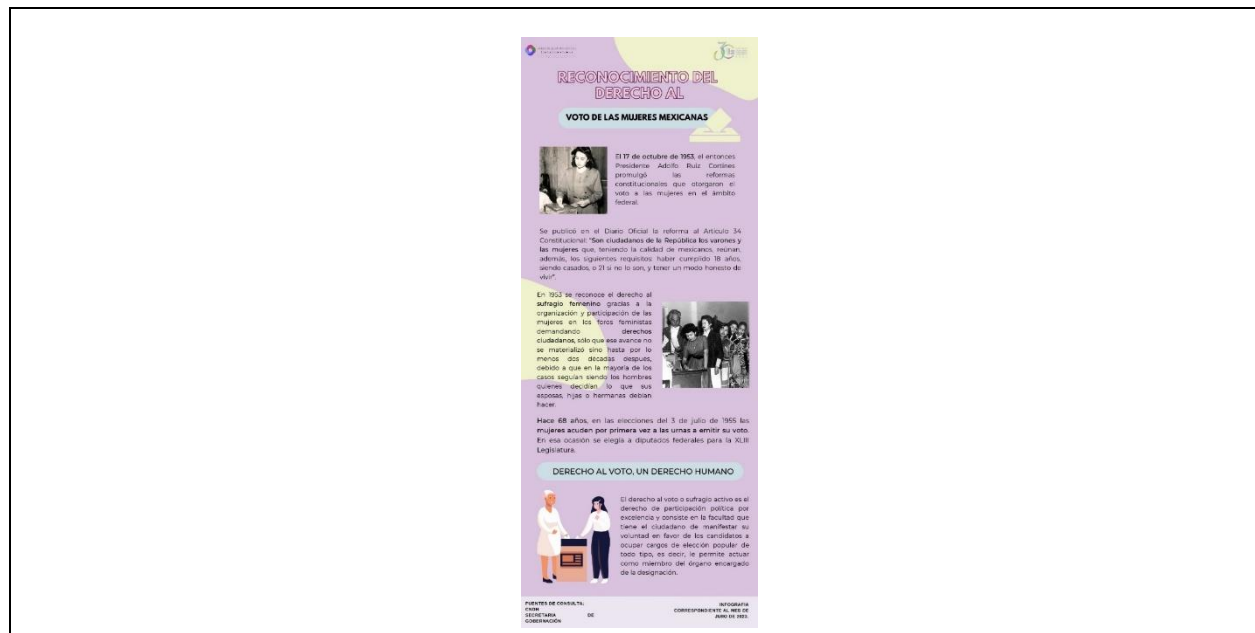 RECONOCIMIENTO DEL
DERECHO AL
VOTO DE LAS MUJERES MEXICANAS
El 17 de octubre de 1953, el entonces
Presidente Adolfo Ruiz Cortines
promulgó las reformas
constitucionales que otorgaron el
voto a las mujeres en el ámbito
federal.
Se publicó en el Diario Oficial la reforma al Artículo 34
Constitucional: "Son ciudadanos de la República los varones y
las mujeres que, teniendo la calidad de mexicanos, reúnan,
además, los siguientes requisitos: haber cumplido 18 años,
siendo casados, o 21 si no lo son, y tener un modo honesto de
vivir".
En 1953 se reconoce el derecho al
sufragio femenino gracias a la
organización y participación de las
mujeres en los foros feministas
demandando derechos
ciudadanos, sólo que ese avance no
se materializó sino hasta por lo
menos dos décadas después,
debido a que en la mayoría de los
casos seguían siendo los hombres
quienes decidían lo que sus
esposas, hijas o hermanas debían
hacer.
Hace 68 años, en las elecciones del 3 de julio de 1955 las
mujeres acuden por primera vez a las urnas a emitir su voto.
En esa ocasión se elegía a diputados federales para la XLIII
Legislatura.
DERECHO AL VOTO, UN DERECHO HUMANO
El derecho al voto o sufragio activo es el
derecho de participación política por
excelencia y consiste en la facultad que
tiene el ciudadano de manifestar su
voluntad en favor de los candidatos a
ocupar cargos de elección popular de
todo tipo, es decir, le permite actuar
como miembro del órgano encargado
de la designación.
FUENTES DE CONSULTA:
CNDH
SECRETARIA DE
GOBERNACIÓN
INFOGRAFIA
CORRESPONDIENTE AL MES DE
DE 2023.